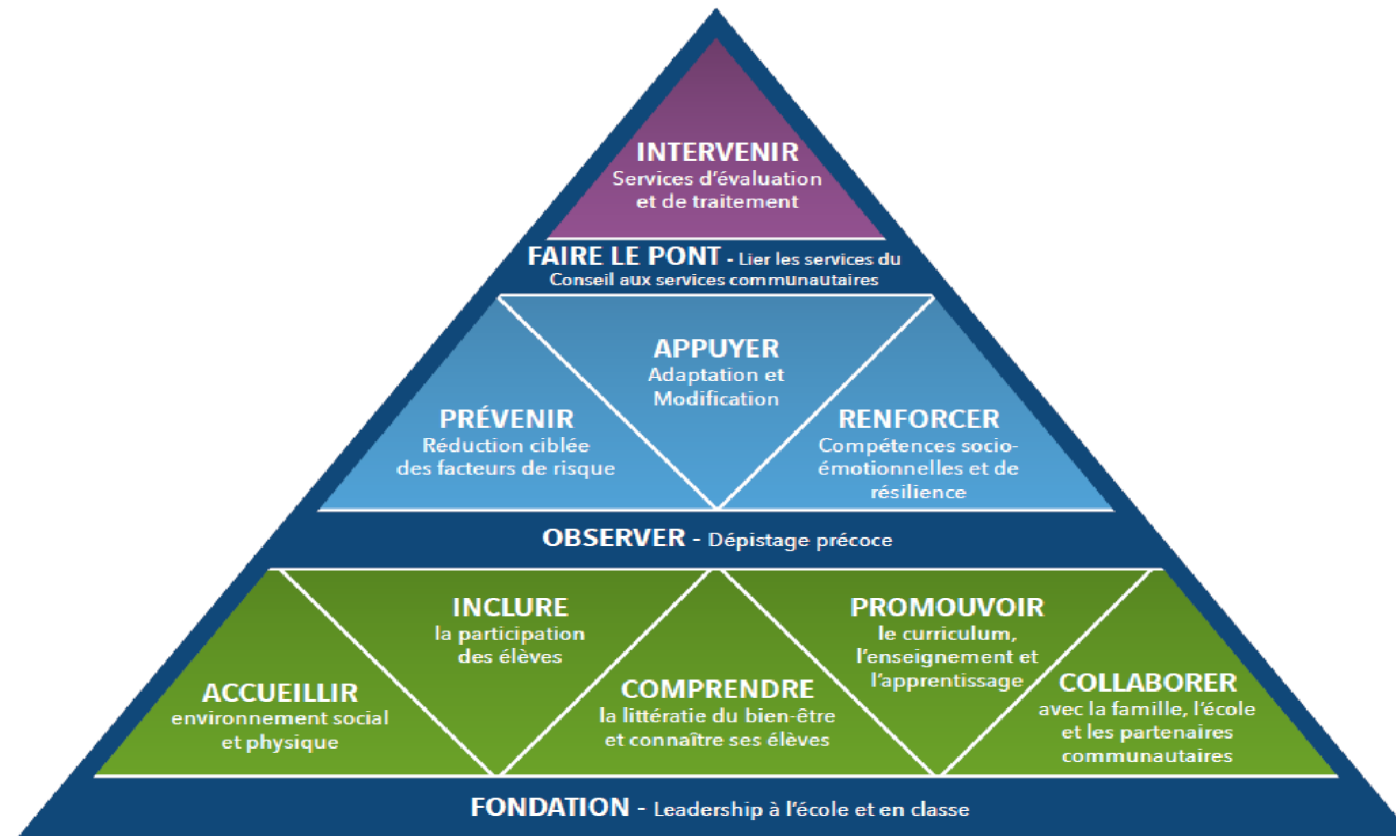 INTERVENIR
Services d'évaluation
et de traitement
FAIRE LE PONT - Lier les services du
Conseil aux services communautaires
APPUYER
Adaptation et
Modification
PRÉVENIR
Réduction ciblée
des facteurs de risque
RENFORCER
Compétences socio-
émotionnelles et de
résilience
OBSERVER - Dépistage précoce
INCLURE
la participation
des élèves
PROMOUVOIR
le curriculum,
l'enseignement et
l'apprentissage
ACCUEILLIR
environnement social
et physique
COMPRENDRE
la littératie du bien-être
et connaître ses élèves
COLLABORER
avec la famille, l'école
et les partenaires
communautaires
FONDATION - Leadership à l'école et en classe